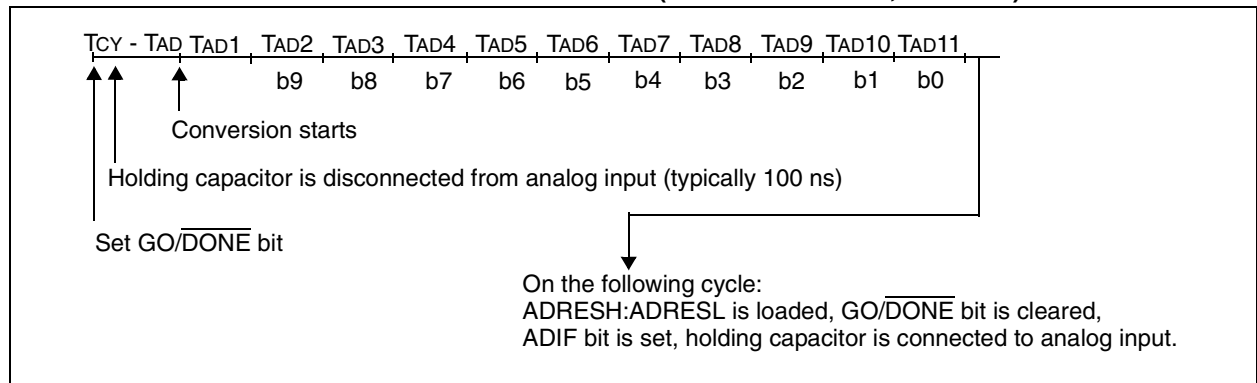 TCY - TAD TAD1 TAD2 TAD3 TAD4 TAD5 TAD6 TAD7 TAD8 TAD9 TAD10 TAD11
b9 b8 b7 b6 b5 b4 b3 b2 b1 b0
Conversion starts
Holding capacitor is disconnected from analog input (typically 100 ns)
Set GO/DONE bit
On the following cycle:
ADRESH:ADRESL is loaded, GO/DONE bit is cleared,
ADIF bit is set, holding capacitor is connected to analog input.